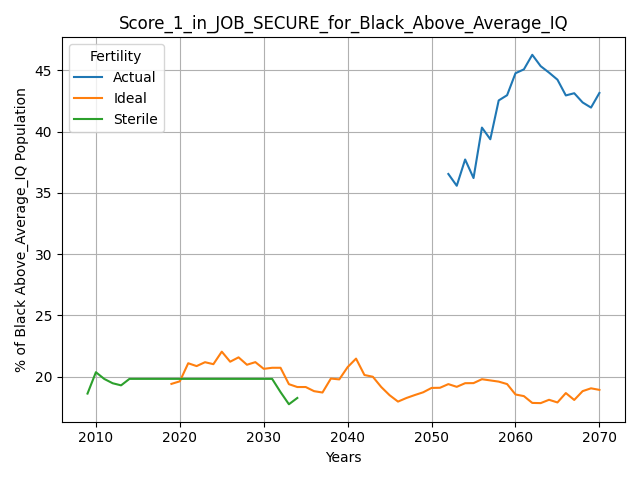 Score_1_in_JOB_SECURE_for_Black_Above_Average_IQ
Fertility
Actual
Ideal
Sterile
% of Black Above_Average_IQ Population
45
40
35
30
25
20
2010
2020
2030
2040
2050
2060
2070
Years